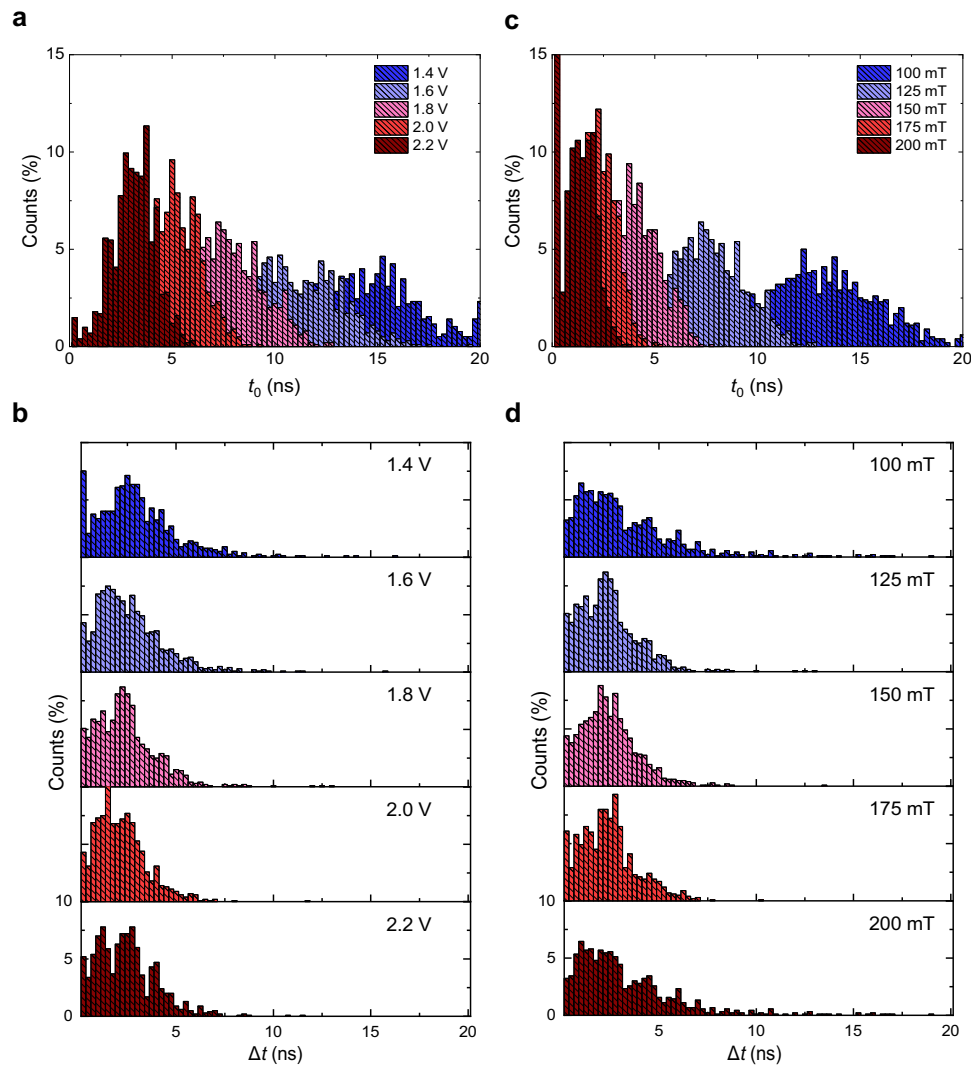 a
15
10
5
0
Counts (%)
1.4 V
1.6 V
1.8 V
2.0 V
2.2 V
0 5 10 15 20
t0 (ns)
c
15
10
5
0
Counts (%)
100 mT
125 mT
150 mT
175 mT
200 mT
0 5 10 15 20
t0 (ns)
b
Counts (%)
1.4 V
1.6 V
1.8 V
2.0 V
2.2 V
10
5
0
5 10 15 20
Δt (ns)
d
Counts (%)
100 mT
125 mT
150 mT
175 mT
200 mT
10
5
0
5 10 15 20
Δt (ns)